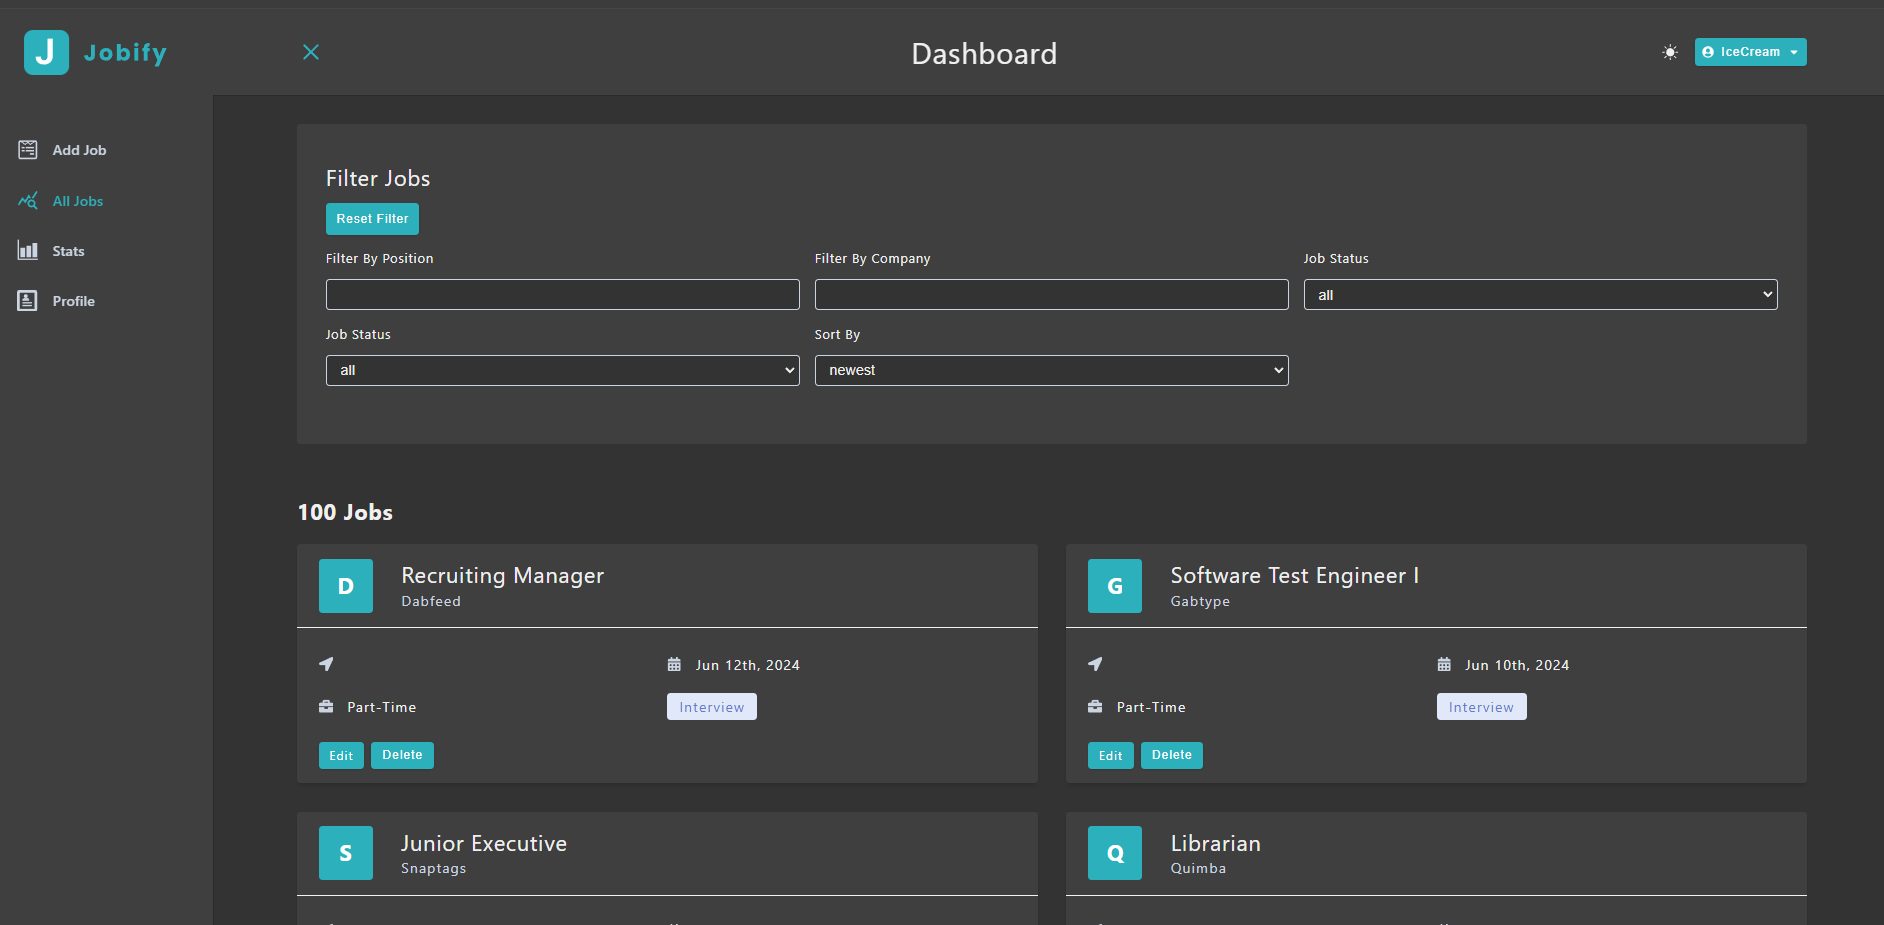 J Jobify
Dashboard
IceCream
Add Job
All Jobs
Stats
Profile
Filter Jobs
Reset Filter
Filter By Position
Filter By Company
Job Status
all
Job Status
Sort By
all
newest
100 Jobs
D
Recruiting Manager
Dabfeed
Jun 12th, 2024
Part-Time
Interview
Edit
Delete
G
Software Test Engineer I
Gabtype
Jun 10th, 2024
Part-Time
Interview
Edit
Delete
S
Junior Executive
Snaptags
Q
Librarian
Quimba